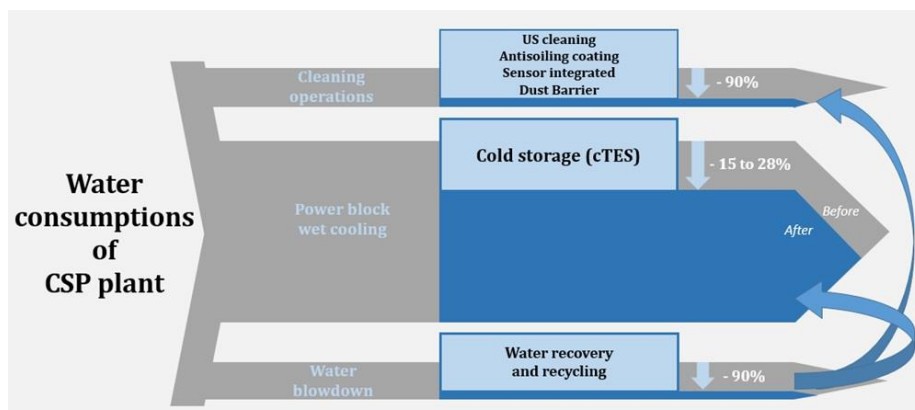 Water
consumptions
of
CSP plant
Cleaning
operations
US cleaning
Antisoiling coating
Sensor integrated
Dust Barrier
- 90%
Power block
wet cooling
Cold storage (cTES)
- 15 to 28%
Before
After
Water
blowdown
Water recovery
and recycling
- 90%